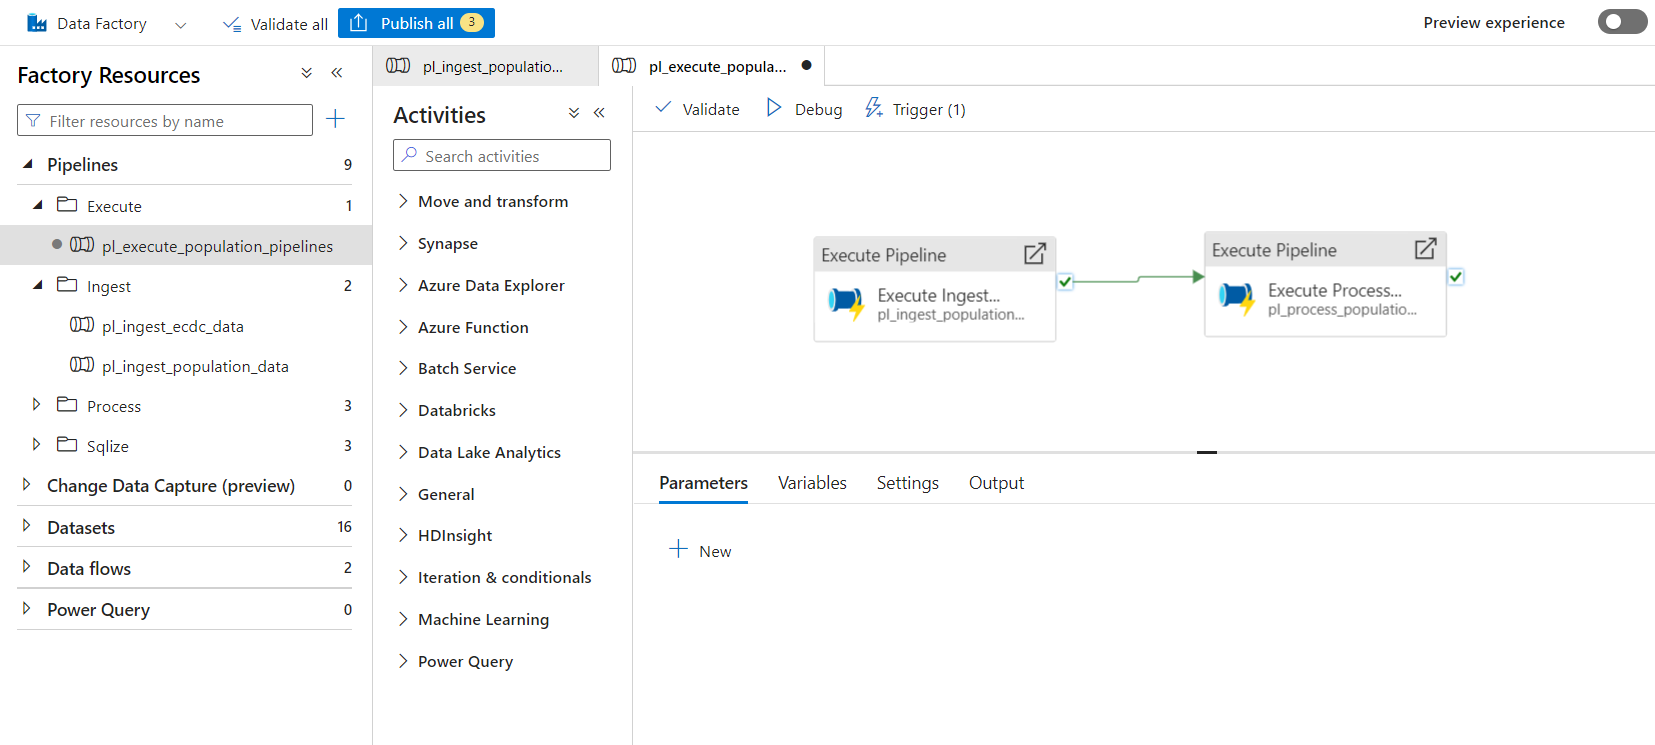 Data Factory
Validate all
Publish all 3
Preview experience
Factory Resources
Filter resources by name
Pipelines 9
Execute 1
pl_execute_population_pipelines
Ingest 2
pl_ingest_ecdc_data
pl_ingest_population_data
Process 3
Sqlize 3
Change Data Capture (preview) 0
Datasets 16
Data flows 2
Power Query 0
pl_ingest_populatio...
pl_execute_popula...
Activities
Search activities
Move and transform
Synapse
Azure Data Explorer
Azure Function
Batch Service
Databricks
Data Lake Analytics
General
HDInsight
Iteration & conditionals
Machine Learning
Power Query
Validate
Debug
Trigger (1)
Execute Pipeline
Execute Ingest...
pl_ingest_population...
Execute Pipeline
Execute Process...
pl_process_populatio...
Parameters
Variables
Settings
Output
New